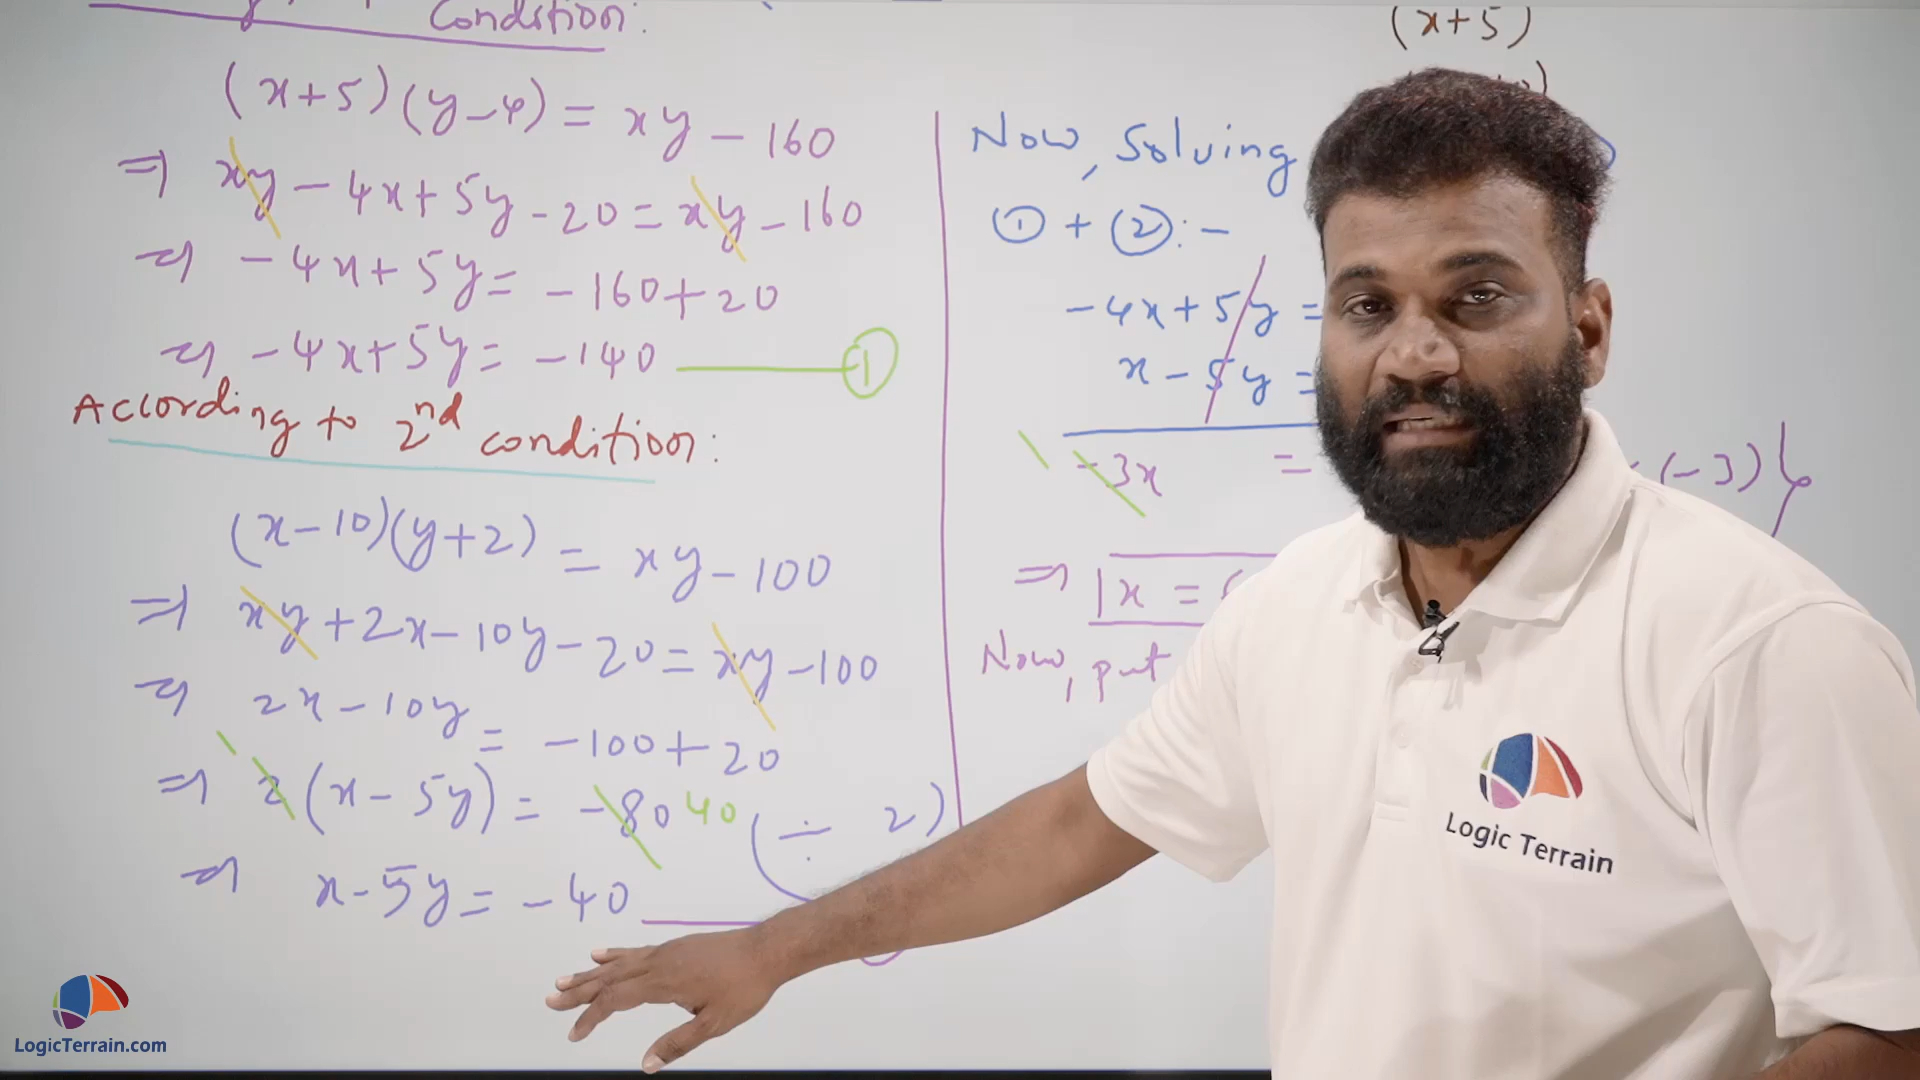 Condition:
(x+5)(y-4) = xy - 160
⇒ xy - 4x + 5y - 20 = xy - 160
⇒ -4x + 5y = -160 + 20
⇒ -4x + 5y = -140 ①
According to 2nd condition:
(x-10)(y+2) = xy - 100
⇒ xy + 2x - 10y - 20 = xy - 100
⇒ 2x - 10y = -100 + 20
⇒ 2(x - 5y) = -80 40 (÷ 2)
⇒ x - 5y = -40
(x+5)
Now, Solving
① + ②:-
-4x + 5y =
x - 5y =
-3x = (-3)}
⇒ x =
Now, put
Logic Terrain
LogicTerrain.com